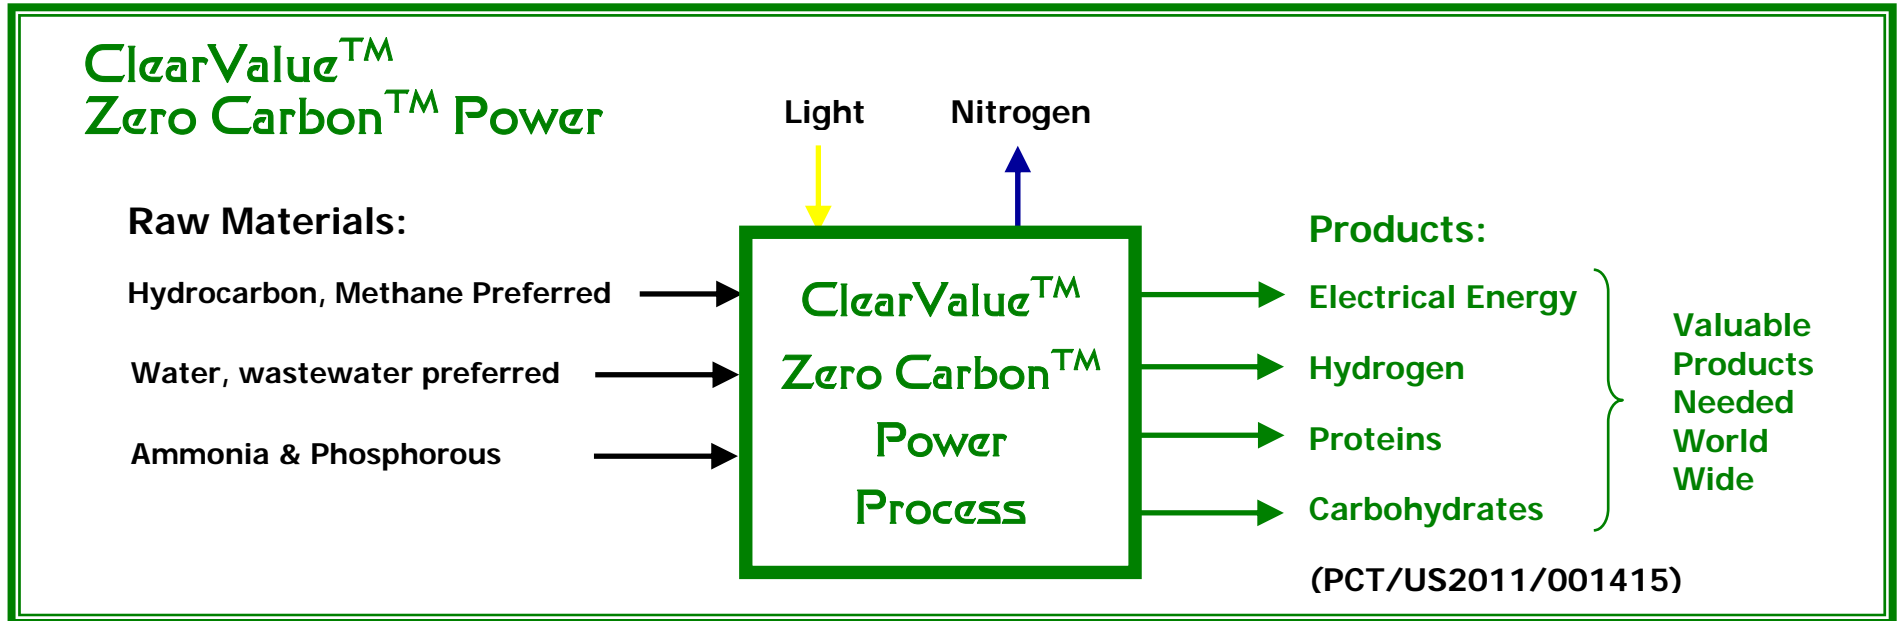 ClearValue™
Zero Carbon™ Power
Light
Nitrogen
Raw Materials:
Hydrocarbon, Methane Preferred
Water, wastewater preferred
Ammonia & Phosphorous
ClearValue™
Zero Carbon™
Power
Process
Products:
Electrical Energy
Hydrogen
Proteins
Carbohydrates
(PCT/US2011/001415)
Valuable
Products
Needed
World
Wide